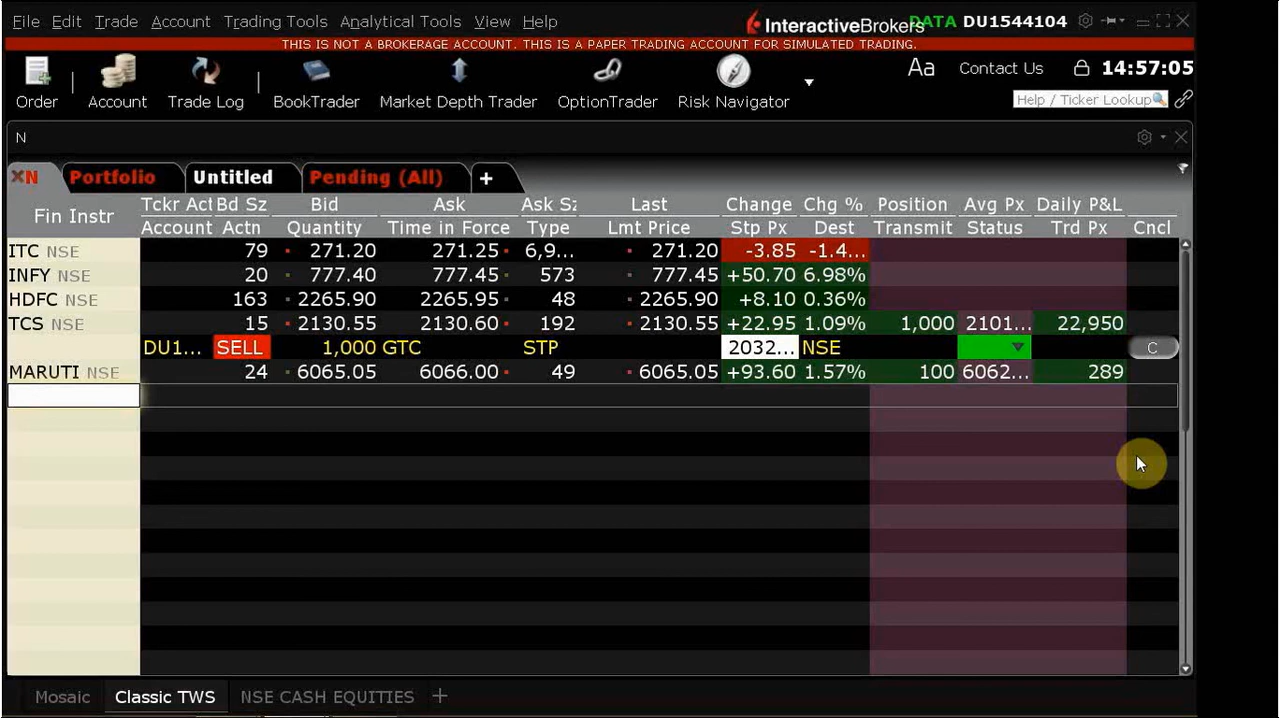 File Edit Trade Account Trading Tools Analytical Tools View Help InteractiveBrokers DATA DU1544104
THIS IS NOT A BROKERAGE ACCOUNT. THIS IS A PAPER TRADING ACCOUNT FOR SIMULATED TRADING.
Order Account Trade Log BookTrader Market Depth Trader OptionTrader Risk Navigator Aa Contact Us 14:57:05
Help / Ticker Lookup
N
N Portfolio Untitled Pending (All) +
Fin Instr Tckr Act Bd Sz Bid Ask Ask Sz Last Change Chg % Position Avg Px Daily P&L
Account Actn Quantity Time in Force Type Lmt Price Stp Px Dest Transmit Status Trd Px Cncl
ITC NSE 79 271.20 271.25 6,9... 271.20 -3.85 -1.4...
INFY NSE 20 777.40 777.45 573 777.45 +50.70 6.98%
HDFC NSE 163 2265.90 2265.95 48 2265.90 +8.10 0.36%
TCS NSE 15 2130.55 2130.60 192 2130.55 +22.95 1.09% 1,000 2101... 22,950
DU1... SELL 1,000 GTC STP 2032... NSE C
MARUTI NSE 24 6065.05 6066.00 49 6065.05 +93.60 1.57% 100 6062... 289
Mosaic Classic TWS NSE CASH EQUITIES +